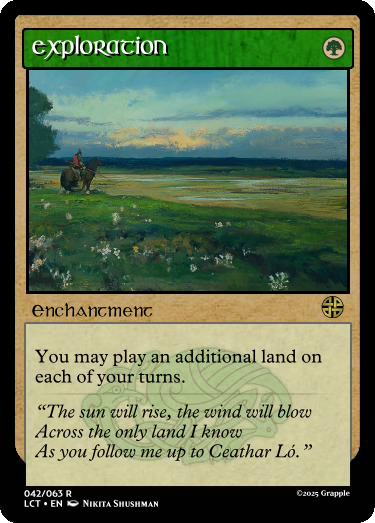 exploration
Enchantment
You may play an additional land on
each of your turns.
“The sun will rise, the wind will blow
Across the only land I know
As you follow me up to Ceathar Ló.”
042/063 R
LCT • EN Nikita Shushman
©2025 Grapple